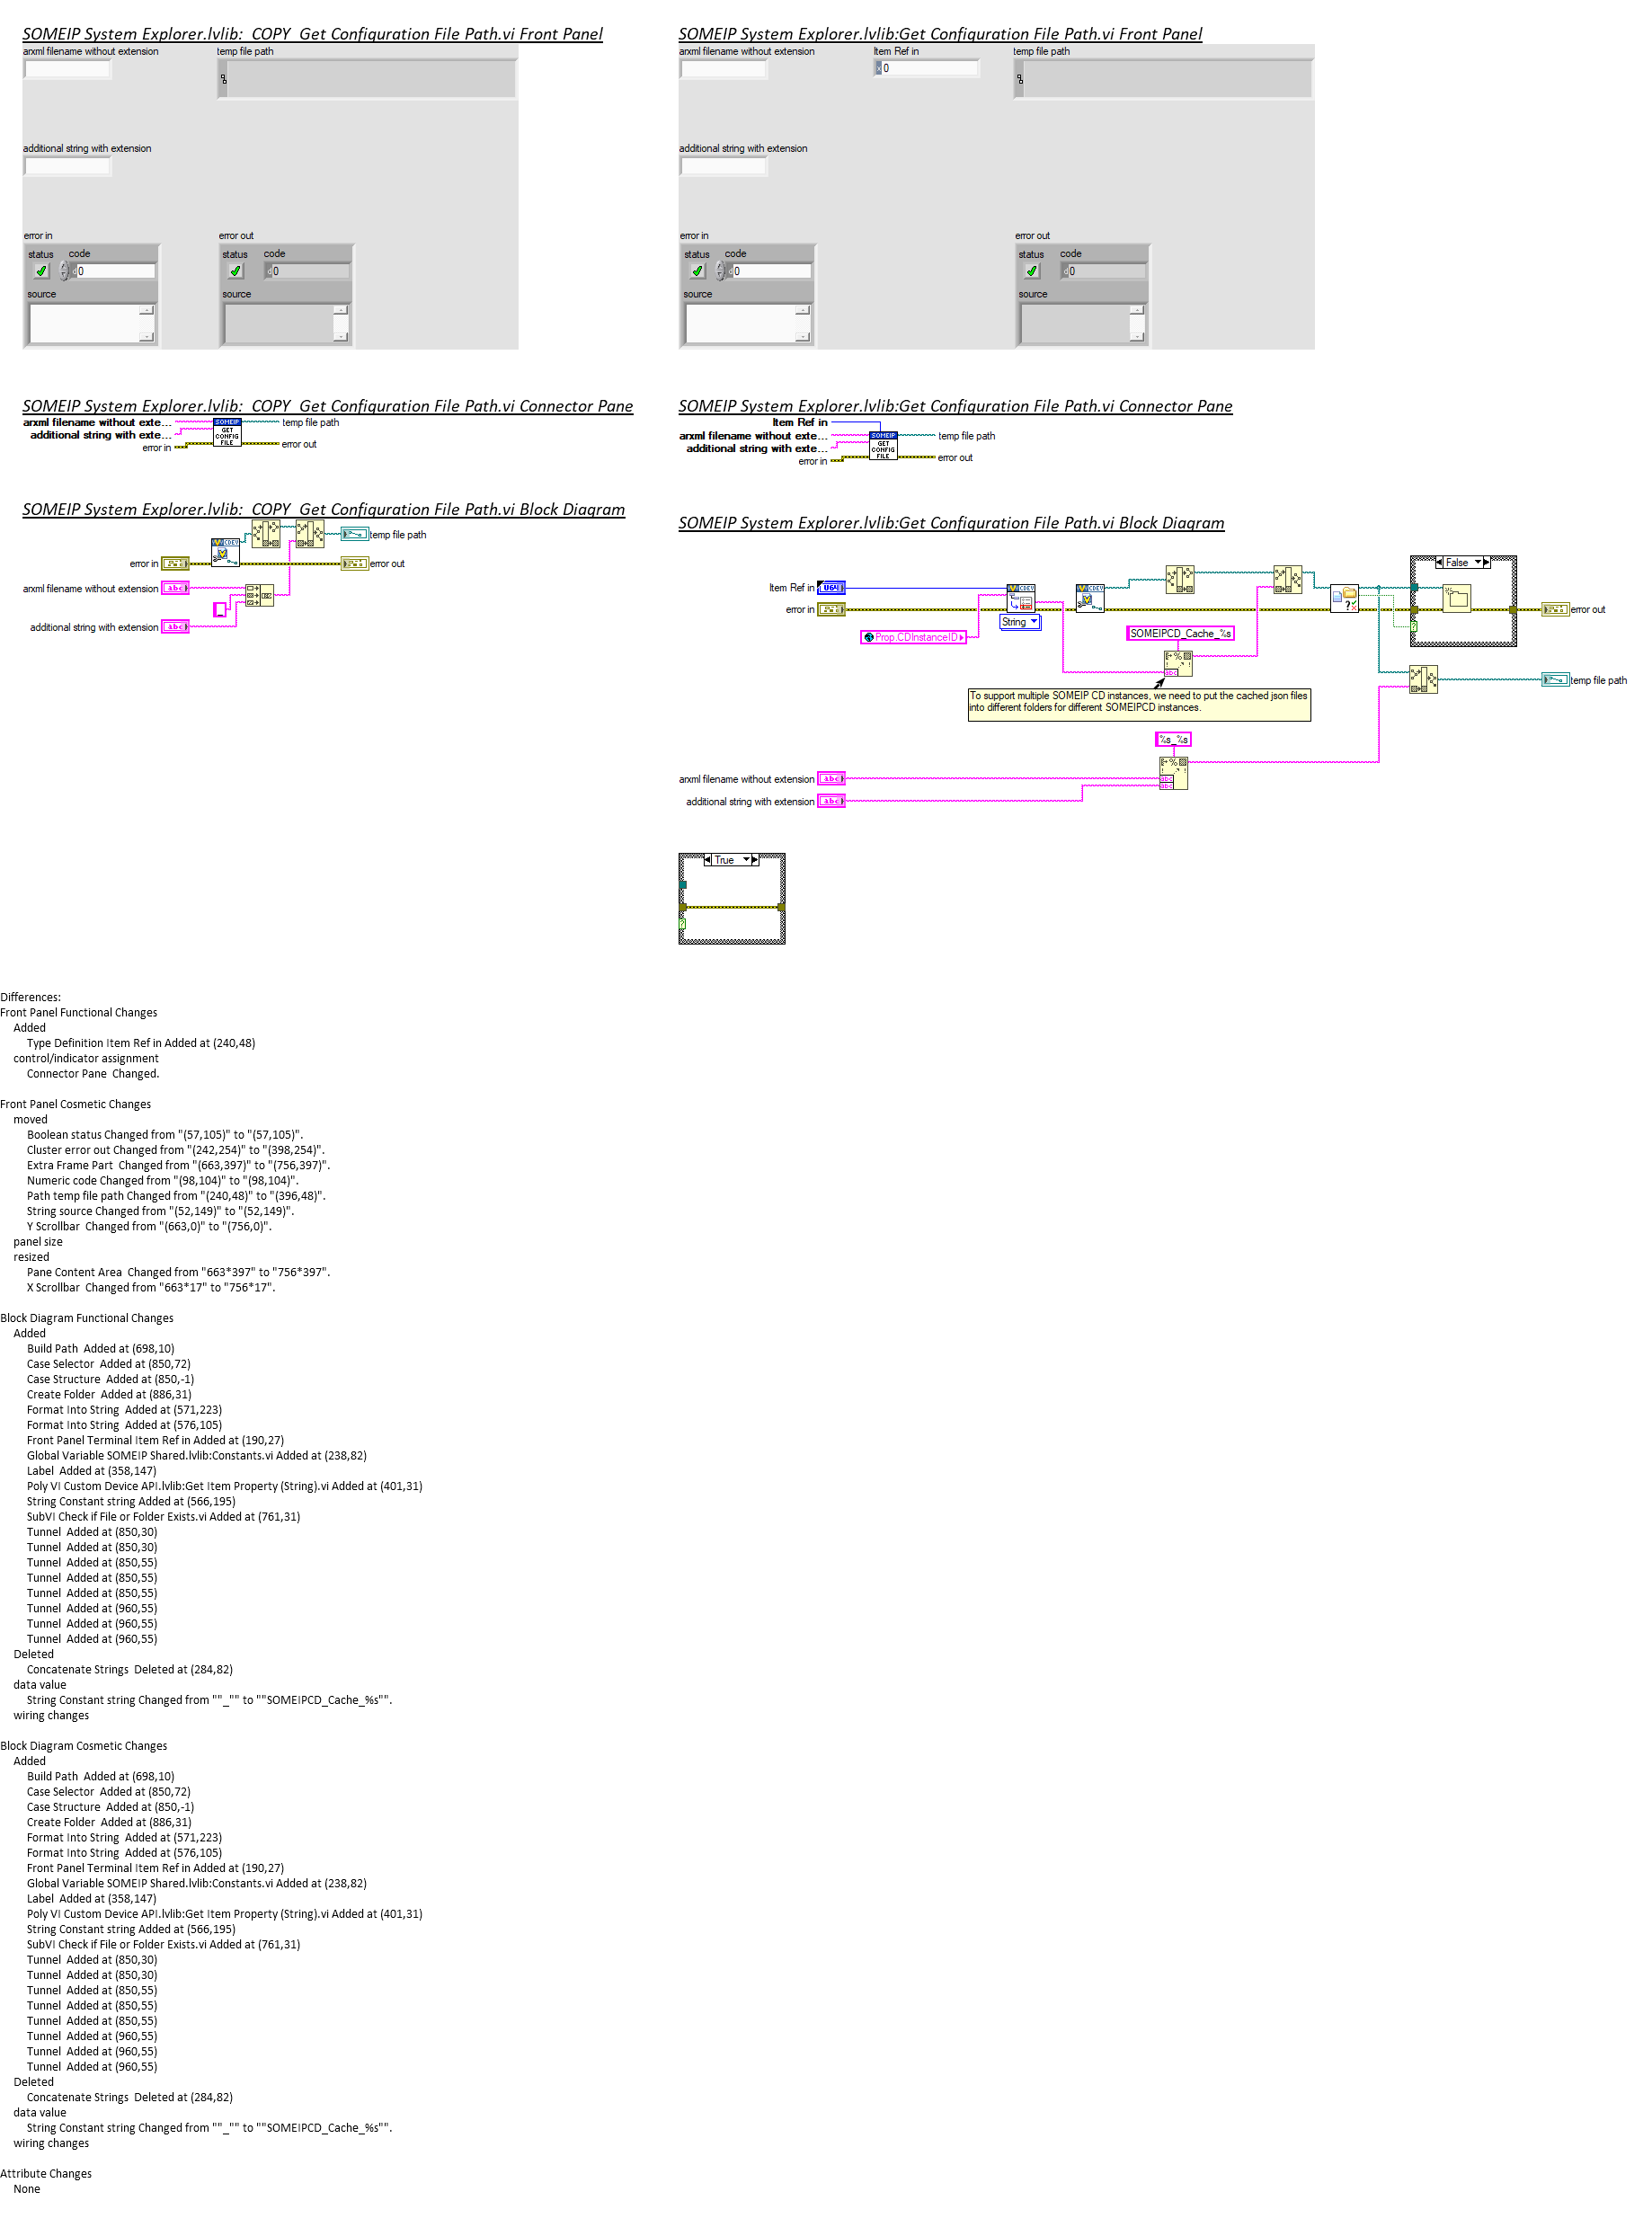 SOMEIP System Explorer.lvlib:  COPY  Get Configuration File Path.vi Front Panel
arxml filename without extension
temp file path
additional string with extension
error in
error out
status
code
0
status
code
0
source
source
SOMEIP System Explorer.lvlib:Get Configuration File Path.vi Front Panel
arxml filename without extension
Item Ref in
temp file path
x 0
additional string with extension
error in
error out
status
code
d 0
status
code
d 0
source
source
SOMEIP System Explorer.lvlib:  COPY  Get Configuration File Path.vi Connector Pane
arxml filename without exte...
additional string with exte...
error in
SOMEIP
GET
CONFIG
FILE
temp file path
error out
SOMEIP System Explorer.lvlib:Get Configuration File Path.vi Connector Pane
Item Ref in
arxml filename without exte...
additional string with exte...
error in
SOMEIP
GET
CONFIG
FILE
temp file path
error out
SOMEIP System Explorer.lvlib:  COPY  Get Configuration File Path.vi Block Diagram
temp file path
CDEV
error in
error out
arxml filename without extension
abc
_
additional string with extension
abc
SOMEIP System Explorer.lvlib:Get Configuration File Path.vi Block Diagram
False
Item Ref in
U64
CDEV
CDEV
error in
error out
String
Prop.CDInstanceID
SOMEIPCD_Cache_%s
abc
temp file path
To support multiple SOMEIP CD instances, we need to put the cached json files
into different folders for different SOMEIPCD instances.
%s_%s
arxml filename without extension
abc
abc
abc
additional string with extension
abc
True
Differences:
Front Panel Functional Changes
Added
Type Definition Item Ref in Added at (240,48)
control/indicator assignment
Connector Pane  Changed.
Front Panel Cosmetic Changes
moved
Boolean status Changed from "(57,105)" to "(57,105)".
Cluster error out Changed from "(242,254)" to "(398,254)".
Extra Frame Part  Changed from "(663,397)" to "(756,397)".
Numeric code Changed from "(98,104)" to "(98,104)".
Path temp file path Changed from "(240,48)" to "(396,48)".
String source Changed from "(52,149)" to "(52,149)".
Y Scrollbar  Changed from "(663,0)" to "(756,0)".
panel size
resized
Pane Content Area  Changed from "663*397" to "756*397".
X Scrollbar  Changed from "663*17" to "756*17".
Block Diagram Functional Changes
Added
Build Path  Added at (698,10)
Case Selector  Added at (850,72)
Case Structure  Added at (850,-1)
Create Folder  Added at (886,31)
Format Into String  Added at (571,223)
Format Into String  Added at (576,105)
Front Panel Terminal Item Ref in Added at (190,27)
Global Variable SOMEIP Shared.lvlib:Constants.vi Added at (238,82)
Label  Added at (358,147)
Poly VI Custom Device API.lvlib:Get Item Property (String).vi Added at (401,31)
String Constant string Added at (566,195)
SubVI Check if File or Folder Exists.vi Added at (761,31)
Tunnel  Added at (850,30)
Tunnel  Added at (850,30)
Tunnel  Added at (850,55)
Tunnel  Added at (850,55)
Tunnel  Added at (850,55)
Tunnel  Added at (960,55)
Tunnel  Added at (960,55)
Tunnel  Added at (960,55)
Deleted
Concatenate Strings  Deleted at (284,82)
data value
String Constant string Changed from ""_"" to ""SOMEIPCD_Cache_%s"".
wiring changes
Block Diagram Cosmetic Changes
Added
Build Path  Added at (698,10)
Case Selector  Added at (850,72)
Case Structure  Added at (850,-1)
Create Folder  Added at (886,31)
Format Into String  Added at (571,223)
Format Into String  Added at (576,105)
Front Panel Terminal Item Ref in Added at (190,27)
Global Variable SOMEIP Shared.lvlib:Constants.vi Added at (238,82)
Label  Added at (358,147)
Poly VI Custom Device API.lvlib:Get Item Property (String).vi Added at (401,31)
String Constant string Added at (566,195)
SubVI Check if File or Folder Exists.vi Added at (761,31)
Tunnel  Added at (850,30)
Tunnel  Added at (850,30)
Tunnel  Added at (850,55)
Tunnel  Added at (850,55)
Tunnel  Added at (850,55)
Tunnel  Added at (960,55)
Tunnel  Added at (960,55)
Tunnel  Added at (960,55)
Deleted
Concatenate Strings  Deleted at (284,82)
data value
String Constant string Changed from ""_"" to ""SOMEIPCD_Cache_%s"".
wiring changes
Attribute Changes
None